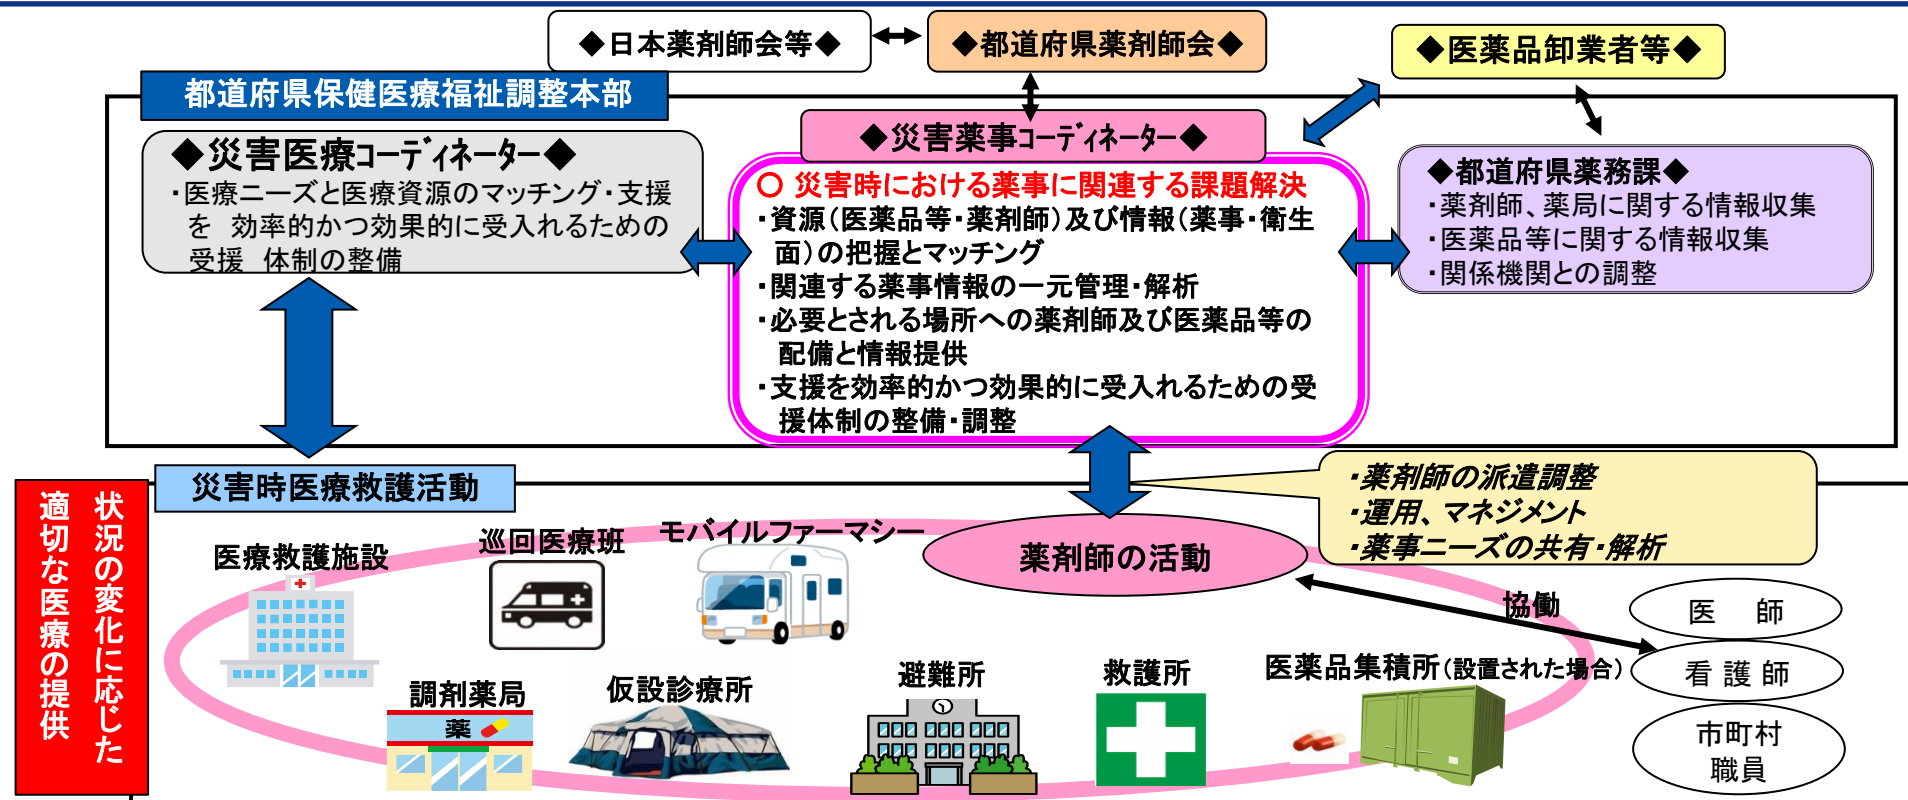 ◆日本薬剤師会等◆
◆都道府県薬剤師会◆
◆医薬品卸業者等◆
都道府県保健医療福祉調整本部
◆災害医療コーディネーター◆
・医療ニーズと医療資源のマッチング・支援
を 効率的かつ効果的に受入れるための
受援 体制の整備
◆災害薬事コーディネーター◆
○ 災害時における薬事に関連する課題解決
・資源（医薬品等・薬剤師）及び情報（薬事・衛生
面）の把握とマッチング
・関連する薬事情報の一元管理・解析
・必要とされる場所への薬剤師及び医薬品等の
配備と情報提供
・支援を効率的かつ効果的に受入れるための受
援体制の整備・調整
◆都道府県薬務課◆
・薬剤師、薬局に関する情報収集
・医薬品等に関する情報収集
・関係機関との調整
災害時医療救護活動
状況の変化に応じた
適切な医療の提供
・薬剤師の派遣調整
・運用、マネジメント
・薬事ニーズの共有・解析
医療救護施設
巡回医療班
モバイルファーマシー
薬剤師の活動
協働
医 師
看護師
市町村
職員
調剤薬局
薬
仮設診療所
避難所
救護所
医薬品集積所（設置された場合）